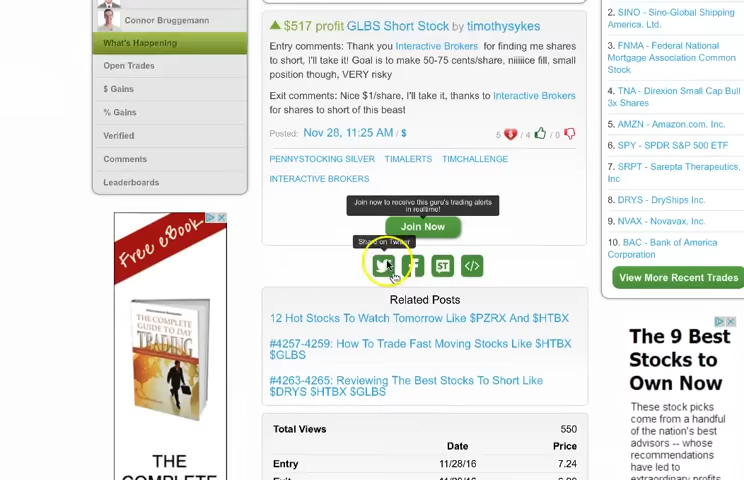 Connor Bruggemann
What's Happening
Open Trades
$ Gains
% Gains
Verified
Comments
Leaderboards
Free eBook
THE COMPLETE
GUIDE TO DAY
TRADING
THE
COMPLETE
$517 profit GLBS Short Stock by timothysykes
Entry comments: Thank you Interactive Brokers for finding me shares
to short, I'll take it! Goal is to make 50-75 cents/share, niiiiice fill, small
position though, VERY risky
Exit comments: Nice $1/share, I'll take it, thanks to Interactive Brokers
for shares to short of this beast
Posted: Nov 28, 11:25 AM / $
5 / 4 / 0
PENNYSTOCKING SILVER TIMALERTS TIMCHALLENGE
INTERACTIVE BROKERS
Join now to receive this guru's trading alerts
in realtime!
Join Now
Share on Twitter
ST
</>
Related Posts
12 Hot Stocks To Watch Tomorrow Like $PZRX And $HTBX
#4257-4259: How To Trade Fast Moving Stocks Like $HTBX
$GLBS
#4263-4265: Reviewing The Best Stocks To Short Like
$DRYS $HTBX $GLBS
Total Views 550
Date Price
Entry 11/28/16 7.24
2. SINO - Sino-Global Shipping
America, Ltd.
3. FNMA - Federal National
Mortgage Association Common
Stock
4. TNA - Direxion Small Cap Bull
3x Shares
5. AMZN - Amazon.com, Inc.
6. SPY - SPDR S&P 500 ETF
7. SRPT - Sarepta Therapeutics,
Inc
8. DRYS - DryShips Inc.
9. NVAX - Novavax, Inc.
10. BAC - Bank of America
Corporation
View More Recent Trades
The 9 Best
Stocks to
Own Now
These stock picks
come from a handful
of the nation's best
advisors -- whose
recommendations
have led to
extraordinary profits